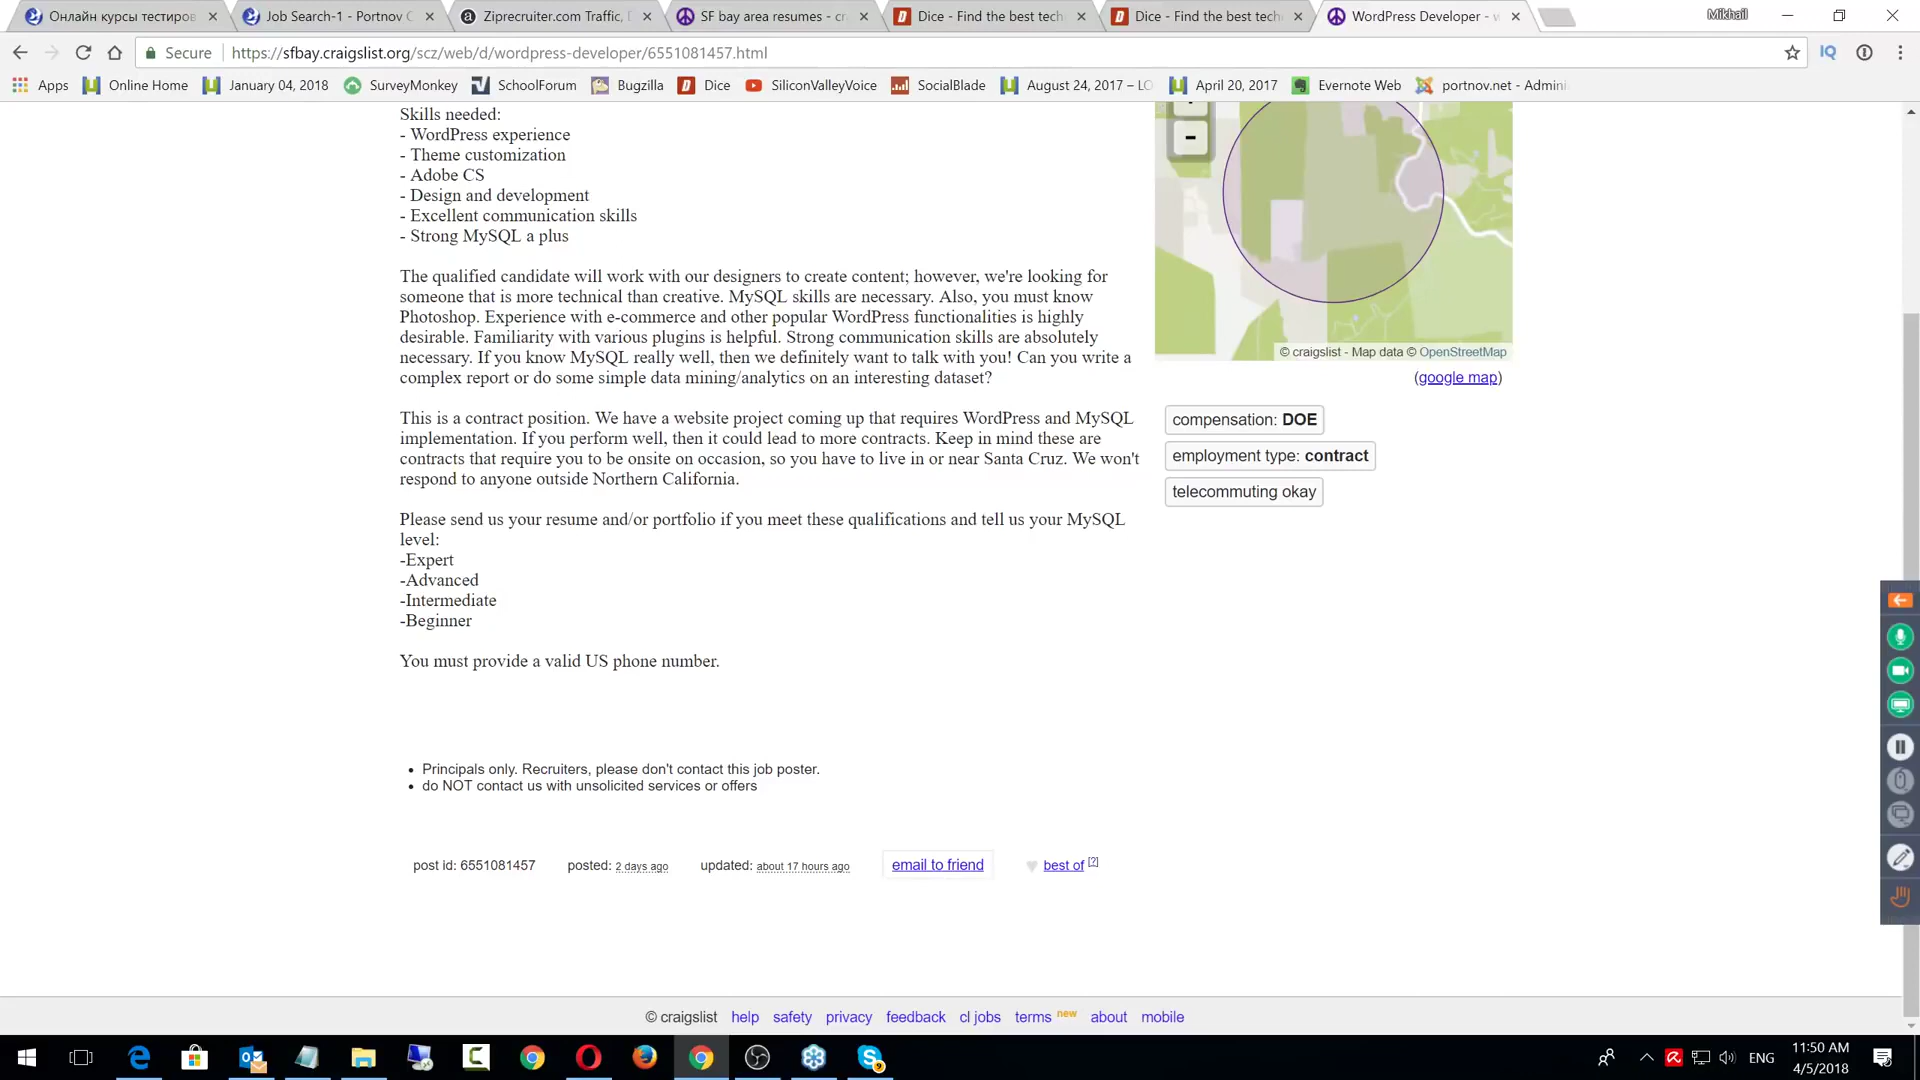 Онлайн курсы тестиров
Job Search-1 - Portnov C
Ziprecruiter.com Traffic, D
SF bay area resumes - cr
Dice - Find the best tech
Dice - Find the best tech
WordPress Developer - w
Mikhail
Secure https://sfbay.craigslist.org/scz/web/d/wordpress-developer/6551081457.html
IQ
Apps
Online Home
January 04, 2018
SurveyMonkey
SchoolForum
Bugzilla
Dice
SiliconValleyVoice
SocialBlade
August 24, 2017 – LO
April 20, 2017
Evernote Web
portnov.net - Admini
Skills needed:
- WordPress experience
- Theme customization
- Adobe CS
- Design and development
- Excellent communication skills
- Strong MySQL a plus
The qualified candidate will work with our designers to create content; however, we're looking for
someone that is more technical than creative. MySQL skills are necessary. Also, you must know
Photoshop. Experience with e-commerce and other popular WordPress functionalities is highly
desirable. Familiarity with various plugins is helpful. Strong communication skills are absolutely
necessary. If you know MySQL really well, then we definitely want to talk with you! Can you write a
complex report or do some simple data mining/analytics on an interesting dataset?
This is a contract position. We have a website project coming up that requires WordPress and MySQL
implementation. If you perform well, then it could lead to more contracts. Keep in mind these are
contracts that require you to be onsite on occasion, so you have to live in or near Santa Cruz. We won't
respond to anyone outside Northern California.
Please send us your resume and/or portfolio if you meet these qualifications and tell us your MySQL
level:
-Expert
-Advanced
-Intermediate
-Beginner
You must provide a valid US phone number.
© craigslist - Map data © OpenStreetMap
(google map)
compensation: DOE
employment type: contract
telecommuting okay
• Principals only. Recruiters, please don't contact this job poster.
• do NOT contact us with unsolicited services or offers
post id: 6551081457
posted: 2 days ago
updated: about 17 hours ago
email to friend
best of [?]
© craigslist help safety privacy feedback cl jobs terms new about mobile
ENG
11:50 AM
4/5/2018